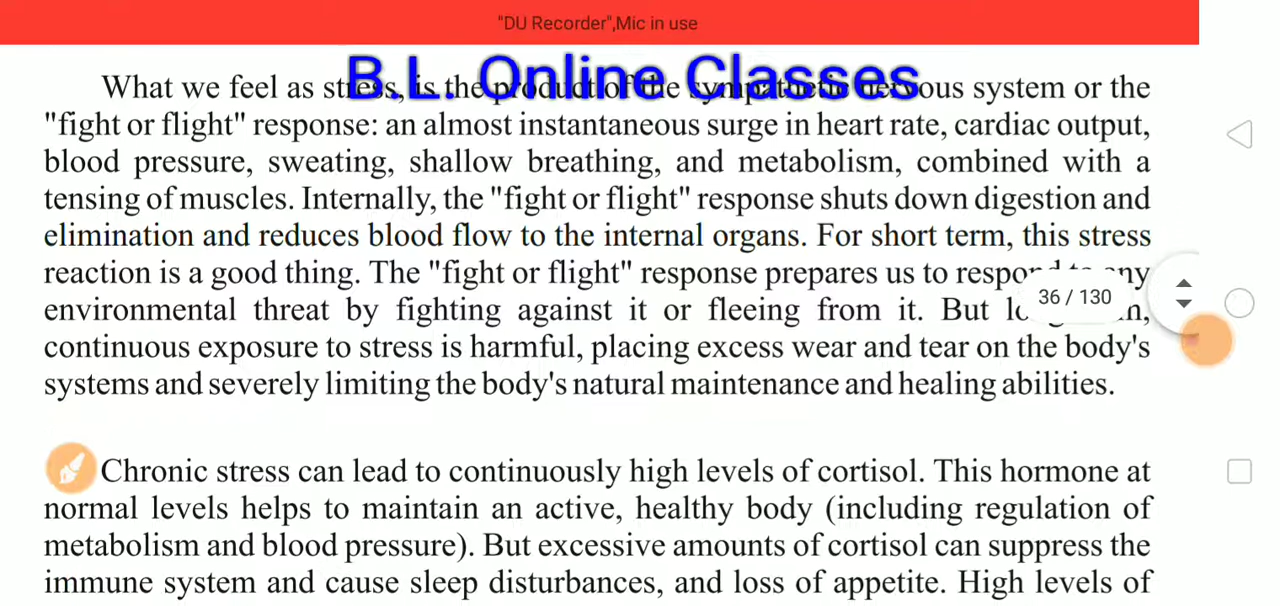 "DU Recorder",Mic in use
B.L. Online Classes
What we feel as stress, is the product of the sympathetic nervous system or the
"fight or flight" response: an almost instantaneous surge in heart rate, cardiac output,
blood pressure, sweating, shallow breathing, and metabolism, combined with a
tensing of muscles. Internally, the "fight or flight" response shuts down digestion and
elimination and reduces blood flow to the internal organs. For short term, this stress
reaction is a good thing. The "fight or flight" response prepares us to respond to any
environmental threat by fighting against it or fleeing from it. But
36 / 130
continuous exposure to stress is harmful, placing excess wear and tear on the body's
systems and severely limiting the body's natural maintenance and healing abilities.
Chronic stress can lead to continuously high levels of cortisol. This hormone at
normal levels helps to maintain an active, healthy body (including regulation of
metabolism and blood pressure). But excessive amounts of cortisol can suppress the
immune system and cause sleep disturbances, and loss of appetite. High levels of